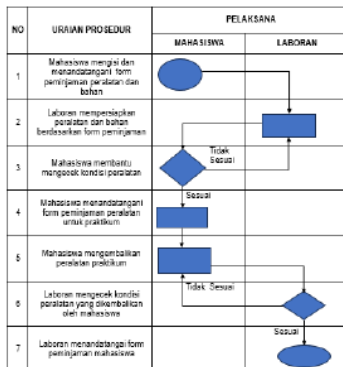 NO URAIAN PROSEDUR PELAKSANA
MAHASISWA LABORAN
1 Mahasiswa mengisi dan
menandatangani form
peminjaman peralatan dan
bahan
2 Laboran mempersiapkan
peralatan dan bahan
berdasarkan form peminjaman
Tidak
Sesuai
3 Mahasiswa membantu
mengecek kondisi peralatan
Sesuai
4 Mahasiswa menandatangani
form peminjaman peralatan
untuk praktikum
5 Mahasiswa mengembalikan
peralatan praktikum
Tidak Sesuai
6 Laboran mengecek kondisi
peralatan yang dikembalikan
oleh mahasiswa
Sesuai
7 Laboran menandatangai form
peminjaman mahasiswa